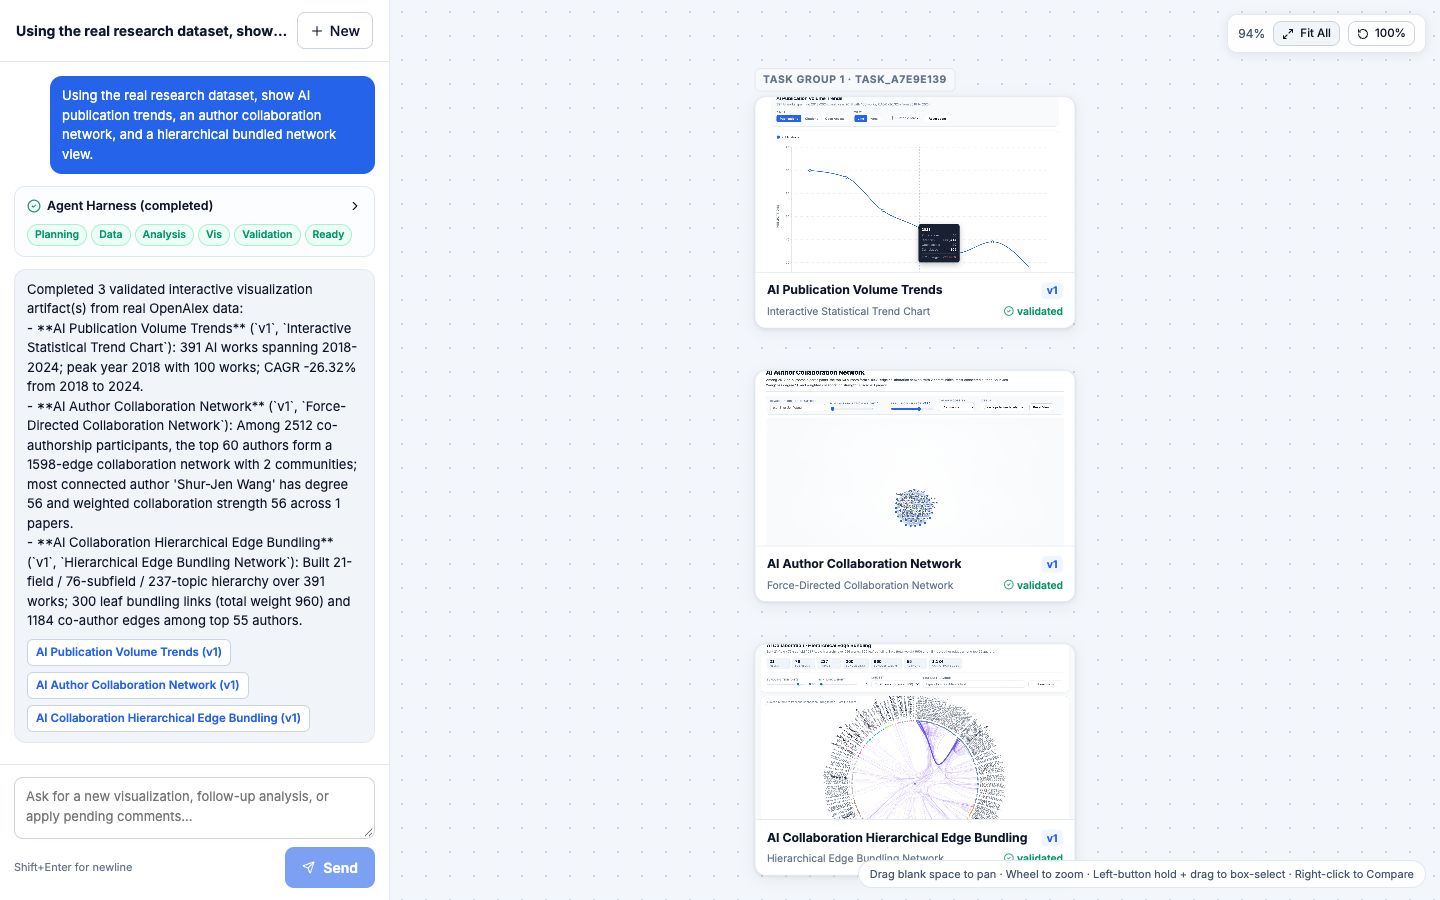 Using the real research dataset, show...
New
Using the real research dataset, show AI
publication trends, an author collaboration
network, and a hierarchical bundled network
view.
Agent Harness (completed)
Planning Data Analysis Vis Validation Ready
Completed 3 validated interactive visualization
artifact(s) from real OpenAlex data:
- **AI Publication Volume Trends** (`v1`, `Interactive
Statistical Trend Chart`): 391 AI works spanning 2018-
2024; peak year 2018 with 100 works; CAGR -26.32%
from 2018 to 2024.
- **AI Author Collaboration Network** (`v1`, `Force-
Directed Collaboration Network`): Among 2512 co-
authorship participants, the top 60 authors form a
1598-edge collaboration network with 2 communities;
most connected author 'Shur-Jen Wang' has degree
56 and weighted collaboration strength 56 across 1
papers.
- **AI Collaboration Hierarchical Edge Bundling**
(`v1`, `Hierarchical Edge Bundling Network`): Built 21-
field / 76-subfield / 237-topic hierarchy over 391
works; 300 leaf bundling links (total weight 960) and
1184 co-author edges among top 55 authors.
AI Publication Volume Trends (v1)
AI Author Collaboration Network (v1)
AI Collaboration Hierarchical Edge Bundling (v1)
Ask for a new visualization, follow-up analysis, or
apply pending comments...
Shift+Enter for newline
Send
94%
Fit All
100%
TASK GROUP 1 · TASK_A7E9E139
AI Publication Volume Trends
AI Publication Volume Trends v1
Interactive Statistical Trend Chart validated
AI Author Collaboration Network
AI Author Collaboration Network v1
Force-Directed Collaboration Network validated
AI Collaboration Hierarchical Edge Bundling
AI Collaboration Hierarchical Edge Bundling v1
Hierarchical Edge Bundling Network validated
Drag blank space to pan · Wheel to zoom · Left-button hold + drag to box-select · Right-click to Compare